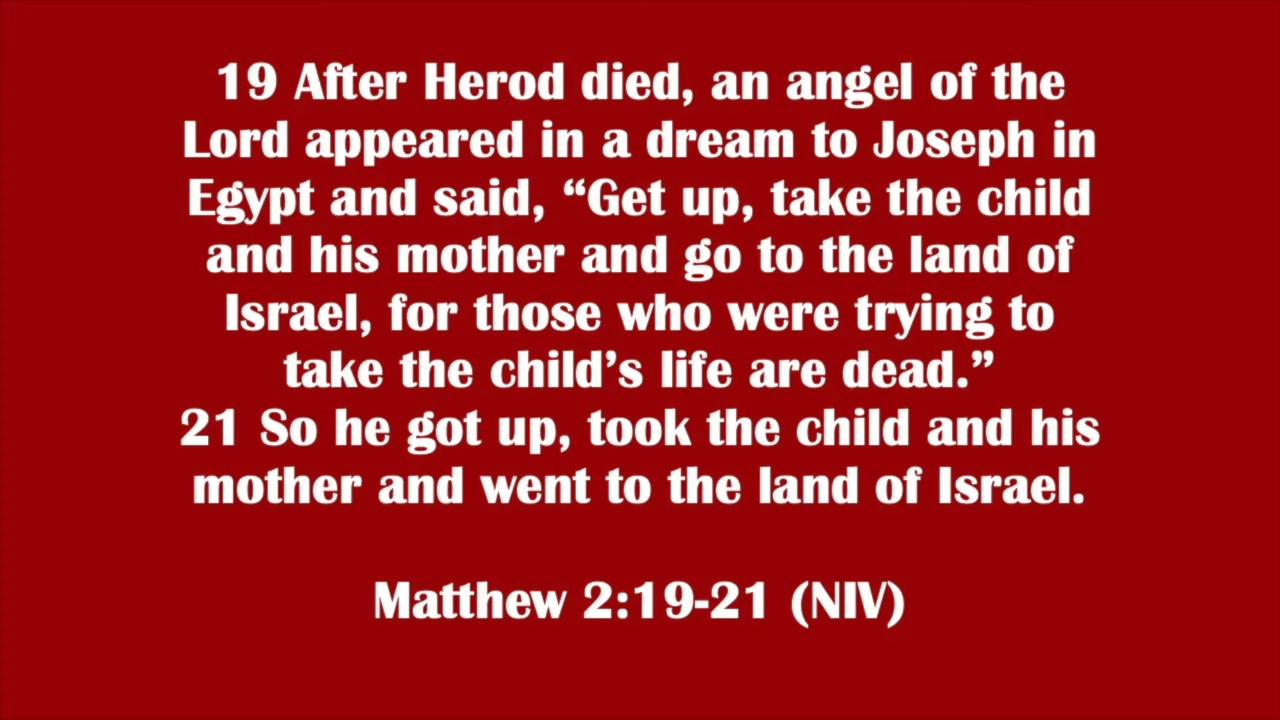 19 After Herod died, an angel of the
Lord appeared in a dream to Joseph in
Egypt and said, “Get up, take the child
and his mother and go to the land of
Israel, for those who were trying to
take the child’s life are dead.”
21 So he got up, took the child and his
mother and went to the land of Israel.
Matthew 2:19-21 (NIV)